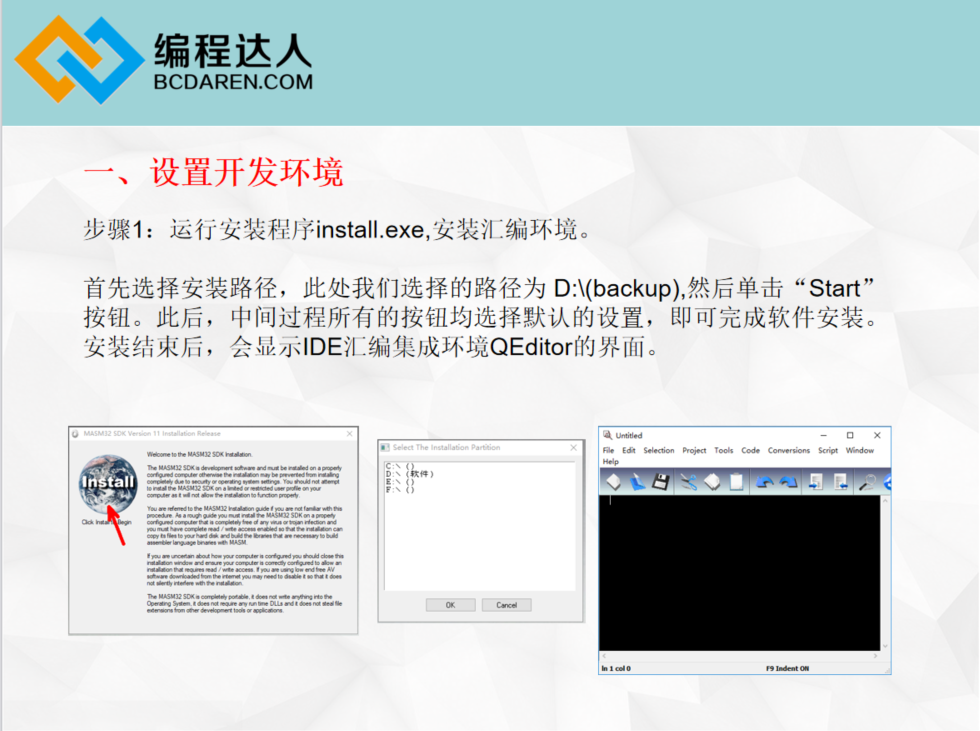 编程达人
BCDAREN.COM
一、设置开发环境
步骤1：运行安装程序install.exe,安装汇编环境。
首先选择安装路径，此处我们选择的路径为 D:\(backup),然后单击“Start”
按钮。此后，中间过程所有的按钮均选择默认的设置，即可完成软件安装。
安装结束后，会显示IDE汇编集成环境QEditor的界面。
MASM32 SDK Version 11 Installation Release
Welcome to the MASM32 SDK Installation.
The MASM32 SDK is development software and must be installed on a properly
configured computer otherwise the installation may be prevented from installing
completely due to security or operating system settings. You should not attempt
to install the MASM32 SDK on a limited or restricted user profile on your
computer as it will not allow the installation to function properly.
You are referred to the MASM32 Installation guide if you are not familiar with this
procedure. As a rough guide you must install the MASM32 SDK on a properly
configured computer that is completely free of any virus or trojan infection and
you must have complete read / write access enabled so that the installation can
copy its files to your hard disk and build the libraries that are necessary to build
assembler language binaries with MASM.
If you are uncertain about how your computer is configured you should close this
installation window and ensure your computer is correctly configured to allow an
installation that requires read / write access. If you are using low end free AV
software downloaded from the internet you may need to disable it so that it does
not silently interfere with the installation.
The MASM32 SDK is completely portable, it does not write anything into the
Operating System, it does not require any run time DLLs and it does not steal file
extensions from other development tools or applications.
Install
Click Install to Begin
Select The Installation Partition
C:\ ()
D:\ (软件)
E:\ ()
F:\ ()
OK
Cancel
Untitled
File Edit Selection Project Tools Code Conversions Script Window
Help
ln 1 col 0
F9 Indent ON